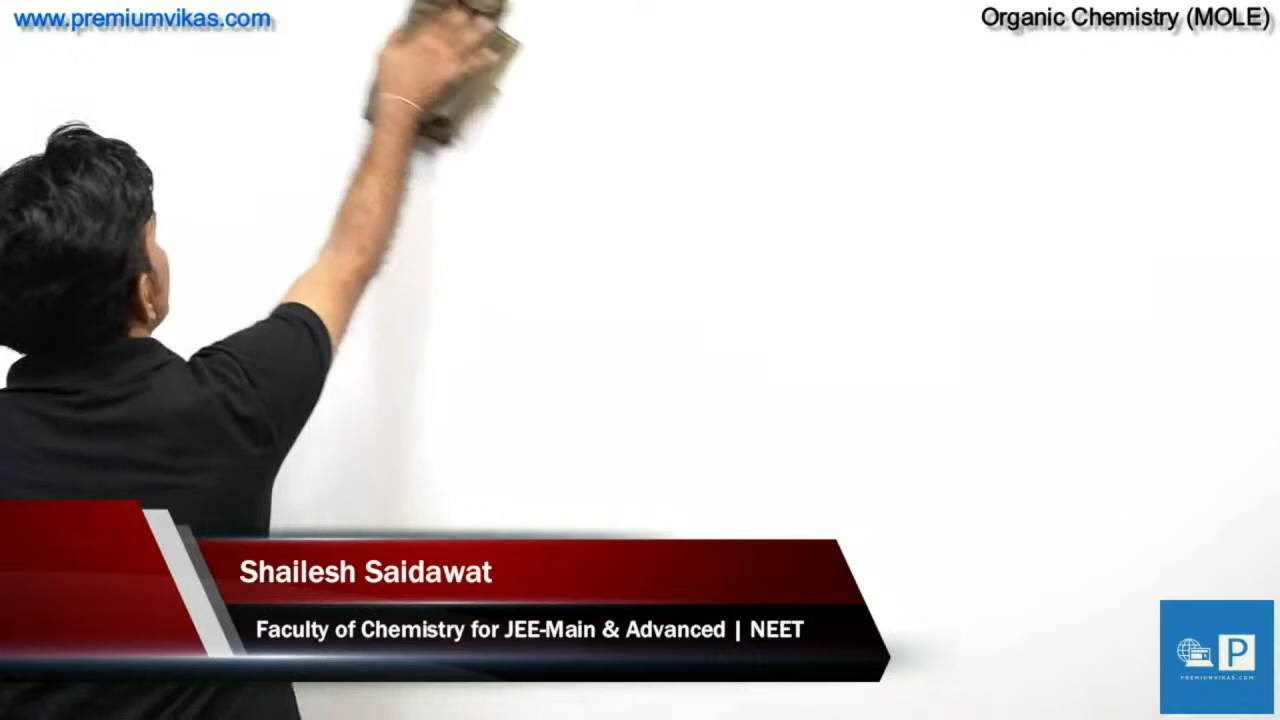 www.premiumvikas.com
Organic Chemistry (MOLE)
Shailesh Saidawat
Faculty of Chemistry for JEE-Main & Advanced | NEET
P
PREMIUMVIKAS.COM